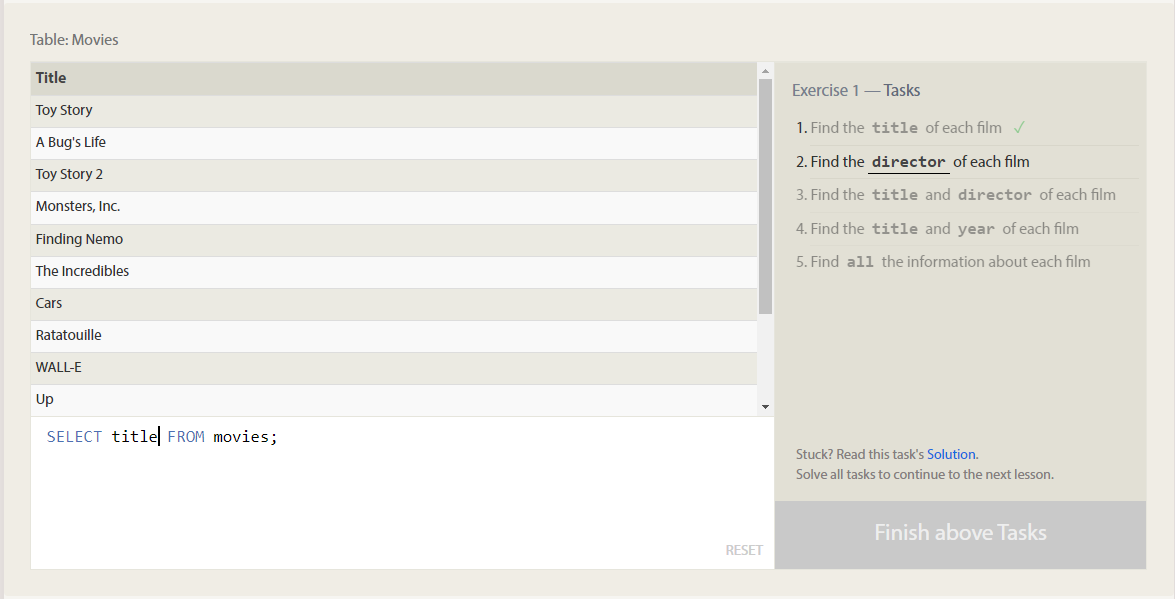 Table: Movies
Title
Toy Story
A Bug's Life
Toy Story 2
Monsters, Inc.
Finding Nemo
The Incredibles
Cars
Ratatouille
WALL-E
Up
SELECT title FROM movies;
RESET
Exercise 1 — Tasks
1. Find the title of each film ✓
2. Find the director of each film
3. Find the title and director of each film
4. Find the title and year of each film
5. Find all the information about each film
Stuck? Read this task's Solution.
Solve all tasks to continue to the next lesson.
Finish above Tasks